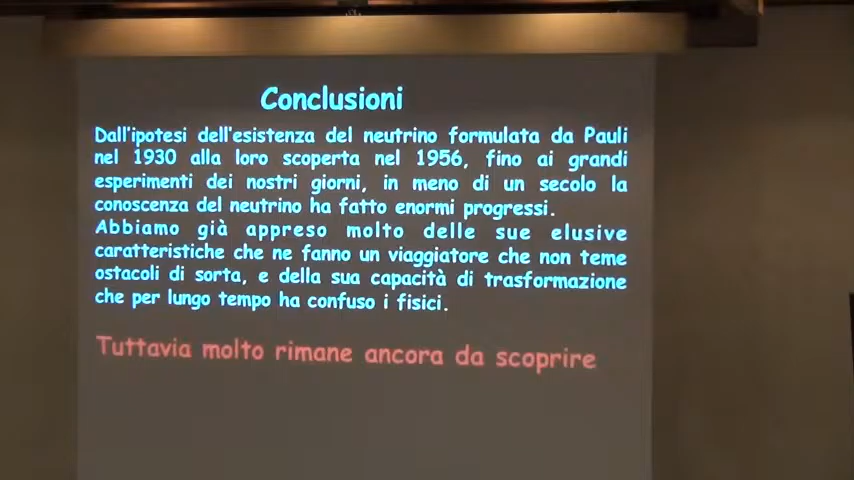 Conclusioni
Dall'ipotesi dell'esistenza del neutrino formulata da Pauli
nel 1930 alla loro scoperta nel 1956, fino ai grandi
esperimenti dei nostri giorni, in meno di un secolo la
conoscenza del neutrino ha fatto enormi progressi.
Abbiamo già appreso molto delle sue elusive
caratteristiche che ne fanno un viaggiatore che non teme
ostacoli di sorta, e della sua capacità di trasformazione
che per lungo tempo ha confuso i fisici.
Tuttavia molto rimane ancora da scoprire